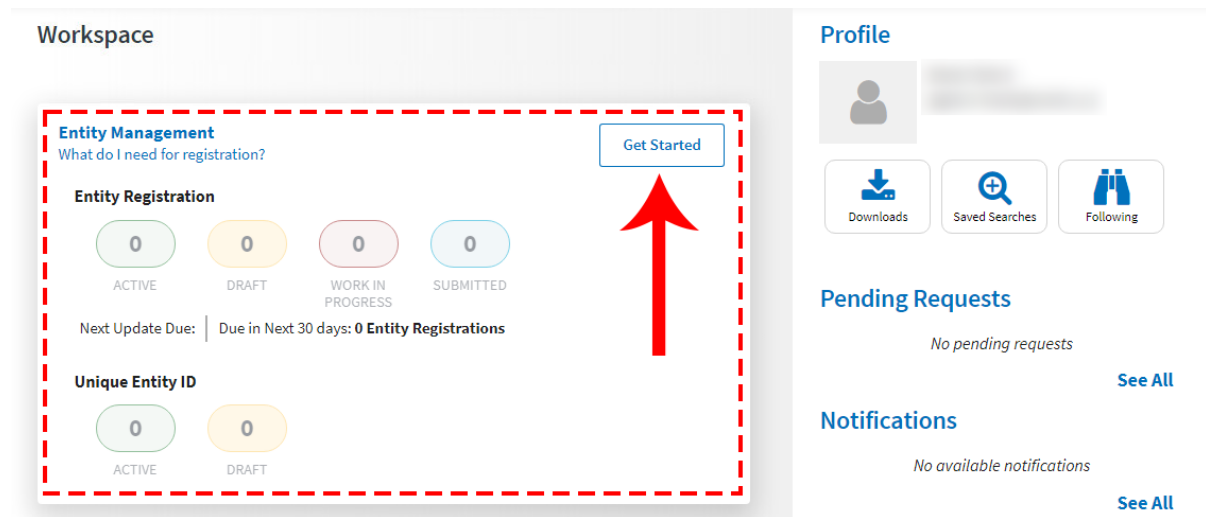 Workspace
Entity Management
What do I need for registration?
Get Started
Entity Registration
0
0
0
0
ACTIVE
DRAFT
WORK IN
PROGRESS
SUBMITTED
Next Update Due:
Due in Next 30 days: 0 Entity Registrations
Unique Entity ID
0
0
ACTIVE
DRAFT
Profile
Downloads
Saved Searches
Following
Pending Requests
No pending requests
See All
Notifications
No available notifications
See All